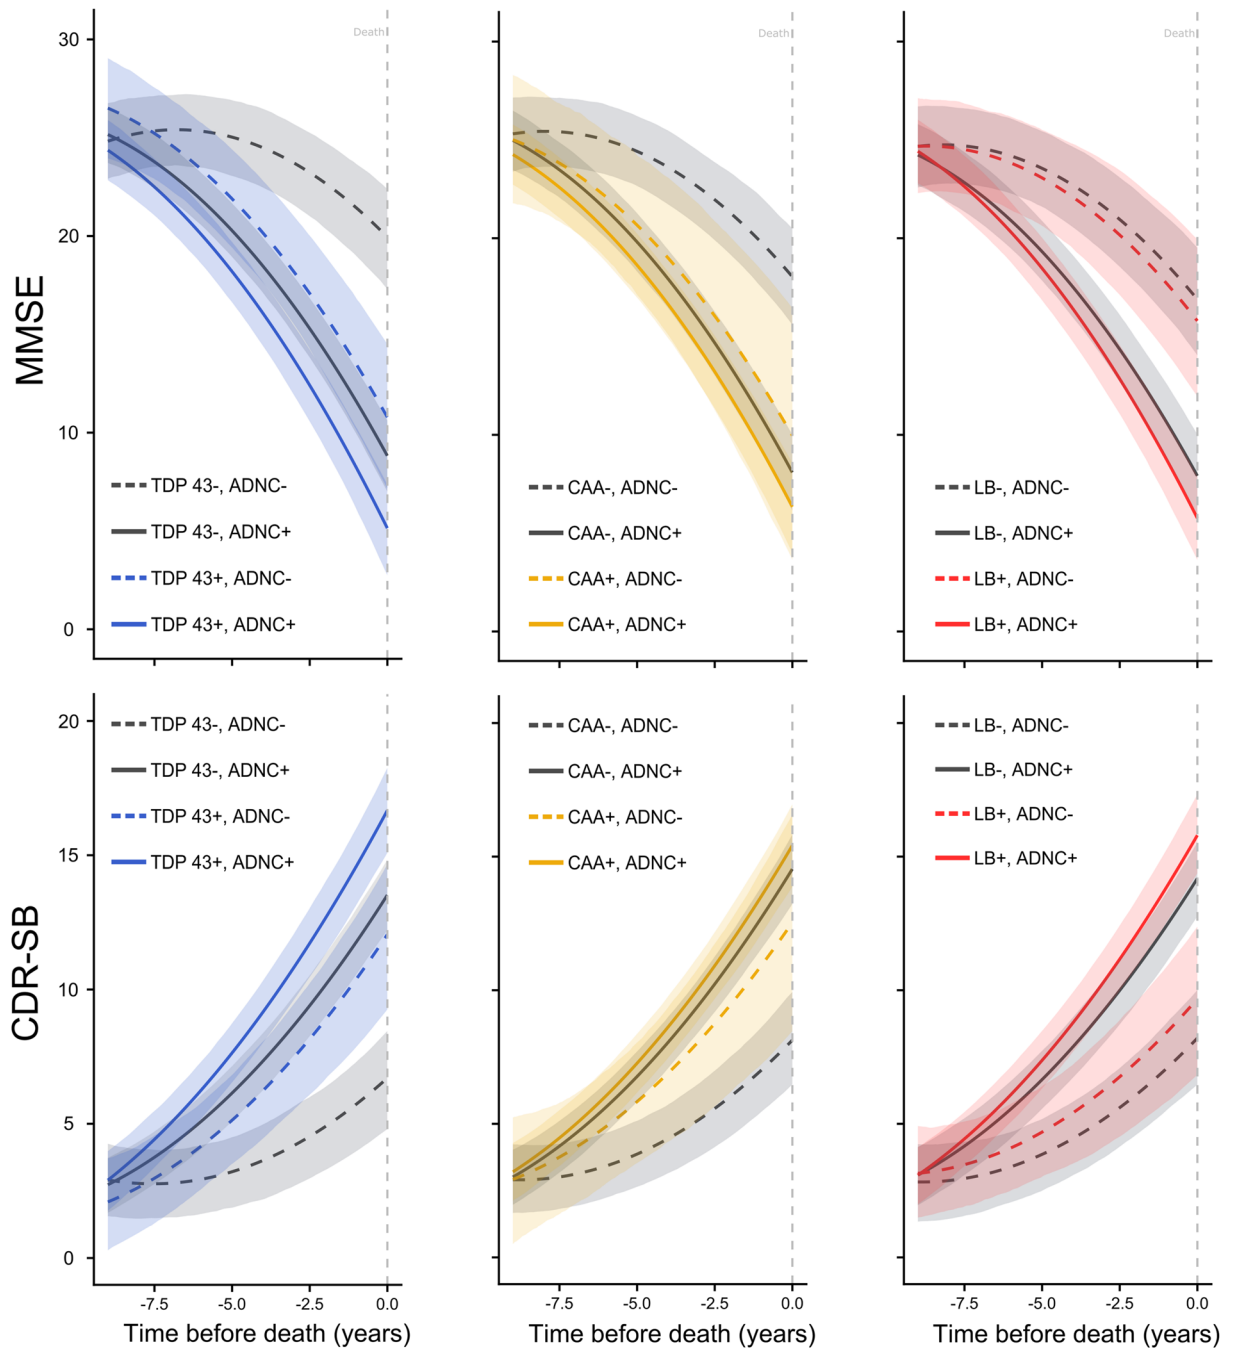 MMSE
30
20
10
0
Death
TDP 43-, ADNC-
TDP 43-, ADNC+
TDP 43+, ADNC-
TDP 43+, ADNC+
Death
CAA-, ADNC-
CAA-, ADNC+
CAA+, ADNC-
CAA+, ADNC+
Death
LB-, ADNC-
LB-, ADNC+
LB+, ADNC-
LB+, ADNC+
CDR-SB
20
15
10
5
0
TDP 43-, ADNC-
TDP 43-, ADNC+
TDP 43+, ADNC-
TDP 43+, ADNC+
-7.5 -5.0 -2.5 0.0
Time before death (years)
CAA-, ADNC-
CAA-, ADNC+
CAA+, ADNC-
CAA+, ADNC+
-7.5 -5.0 -2.5 0.0
Time before death (years)
LB-, ADNC-
LB-, ADNC+
LB+, ADNC-
LB+, ADNC+
-7.5 -5.0 -2.5 0.0
Time before death (years)